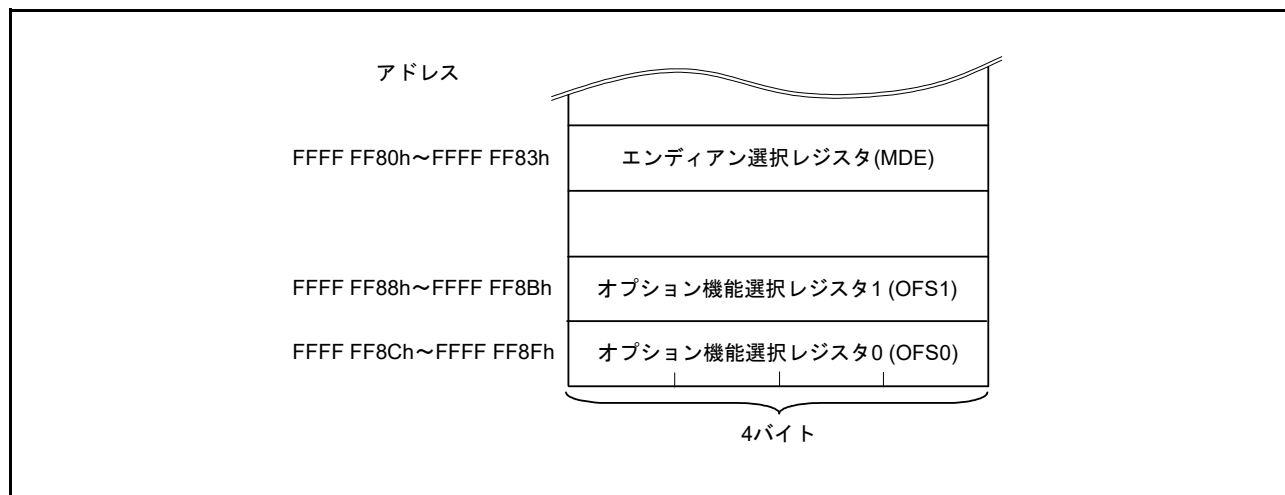 アドレス
FFFF FF80h～FFFF FF83h エンディアン選択レジスタ(MDE)
FFFF FF88h～FFFF FF8Bh オプション機能選択レジスタ1 (OFS1)
FFFF FF8Ch～FFFF FF8Fh オプション機能選択レジスタ0 (OFS0)
4バイト